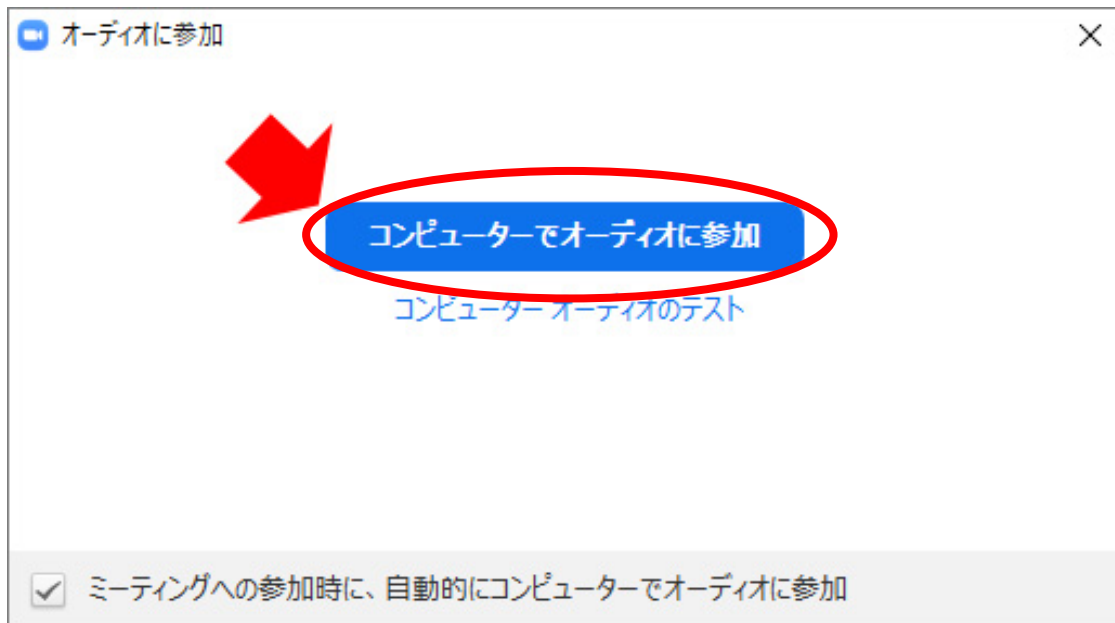 オーディオに参加
コンピューターでオーディオに参加
コンピューター オーディオのテスト
ミーティングへの参加時に、自動的にコンピューターでオーディオに参加